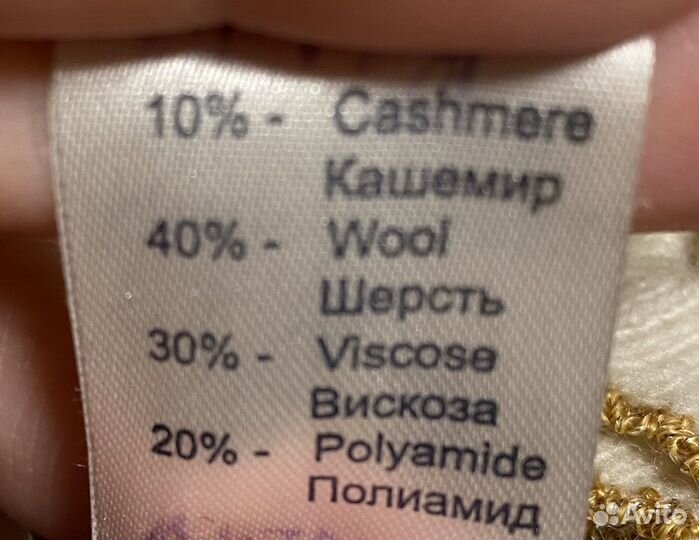 10% - Cashmere
Кашемир
40% - Wool
Шерсть
30% - Viscose
Вискоза
20% - Polyamide
Полиамид
Avito